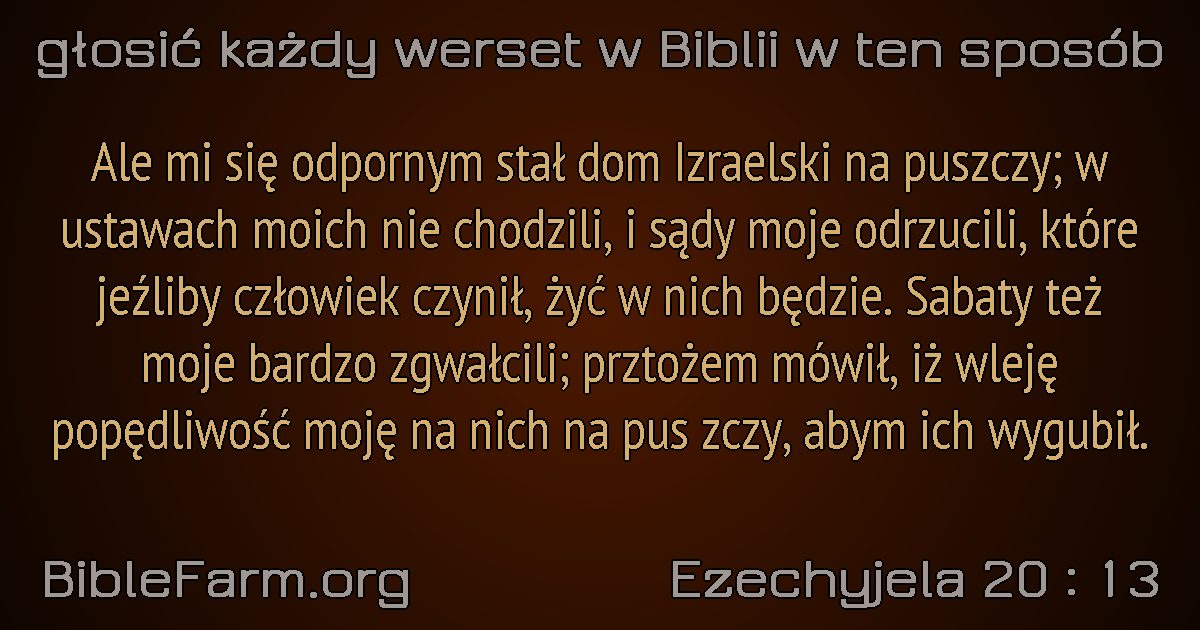 głosić każdy werset w Biblii w ten sposób
Ale mi się odpornym stał dom Izraelski na puszczy; w
ustawach moich nie chodzili, i sądy moje odrzucili, które
jeźliby człowiek czynił, żyć w nich będzie. Sabaty też
moje bardzo zgwałcili; prztożem mówił, iż wleję
popędliwość moję na nich na pus zczy, abym ich wygubił.
BibleFarm.org
Ezechyjela 20 : 13